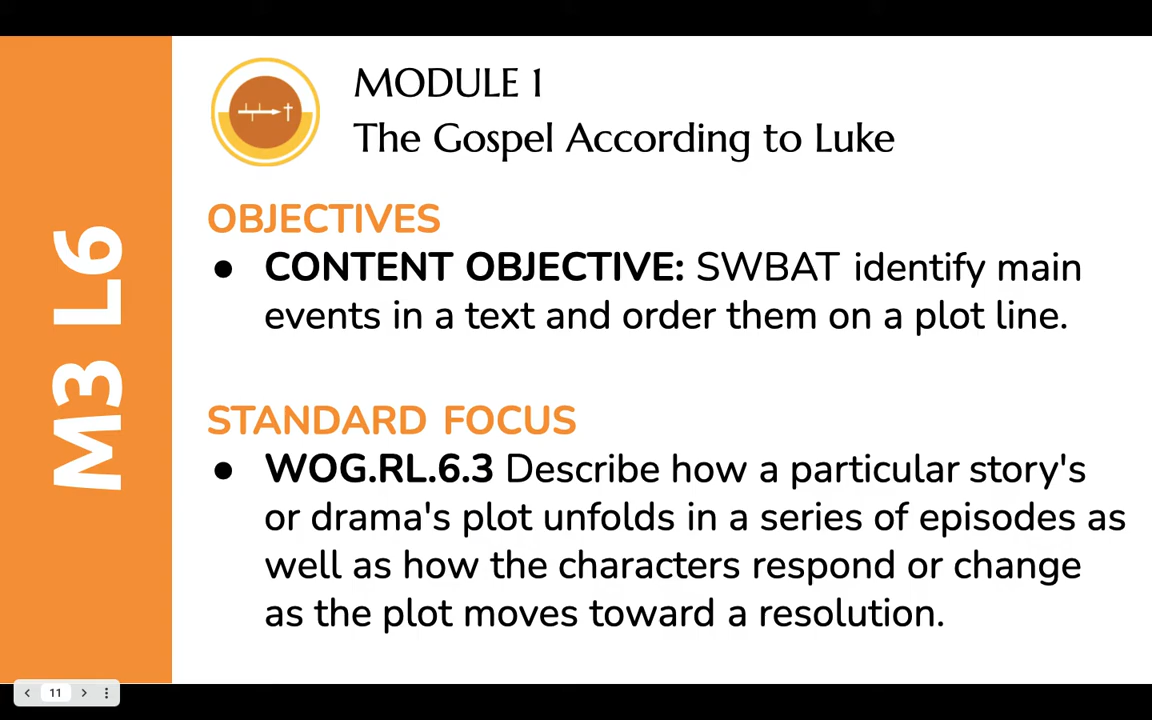 MODULE 1
The Gospel According to Luke
OBJECTIVES
● CONTENT OBJECTIVE: SWBAT identify main
events in a text and order them on a plot line.
STANDARD FOCUS
● WOG.RL.6.3 Describe how a particular story's
or drama's plot unfolds in a series of episodes as
well as how the characters respond or change
as the plot moves toward a resolution.
M3 L6
11